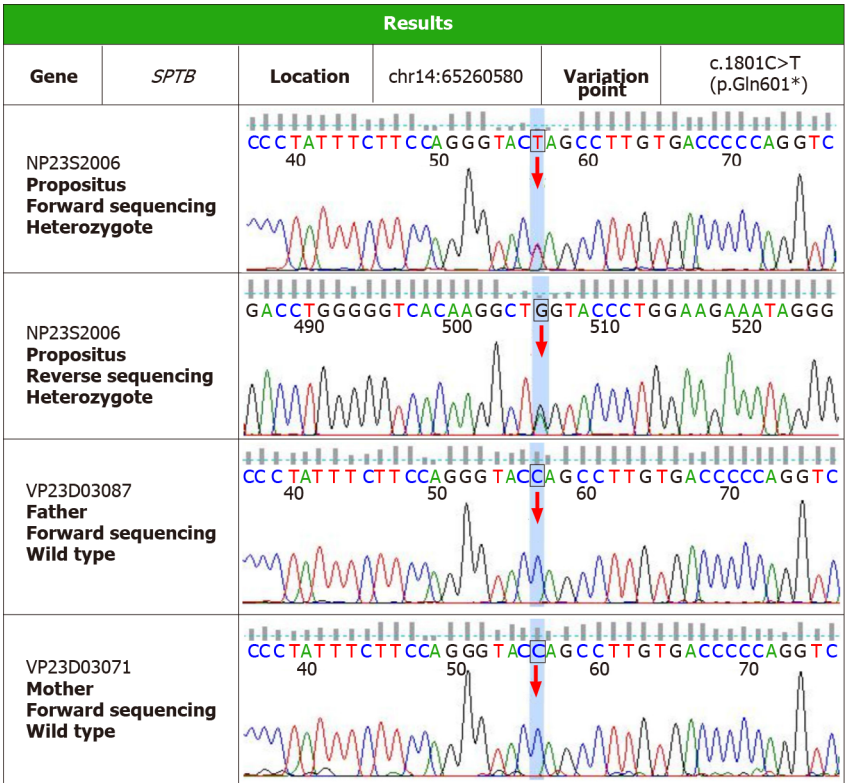 Results
Gene SPTB Location chr14:65260580 Variation point c.1801C>T (p.Gln601*)
NP23S2006
Propositus
Forward sequencing
Heterozygote
CCCTATTTCTTCCAGGGTACTAGCCTTGTGACCCCCAGGTC
40 50 60 70
NP23S2006
Propositus
Reverse sequencing
Heterozygote
GACCTGGGGGTCACAAGGCTGGTACCCTGGAAGAAATAGGG
490 500 510 520
VP23D03087
Father
Forward sequencing
Wild type
CCCTATTTCTTCCAGGGTACCAGCCTTGTGACCCCCAGGTC
40 50 60 70
VP23D03071
Mother
Forward sequencing
Wild type
CCCTATTTCTTCCAGGGTACCAGCCTTGTGACCCCCAGGTC
40 50 60 70